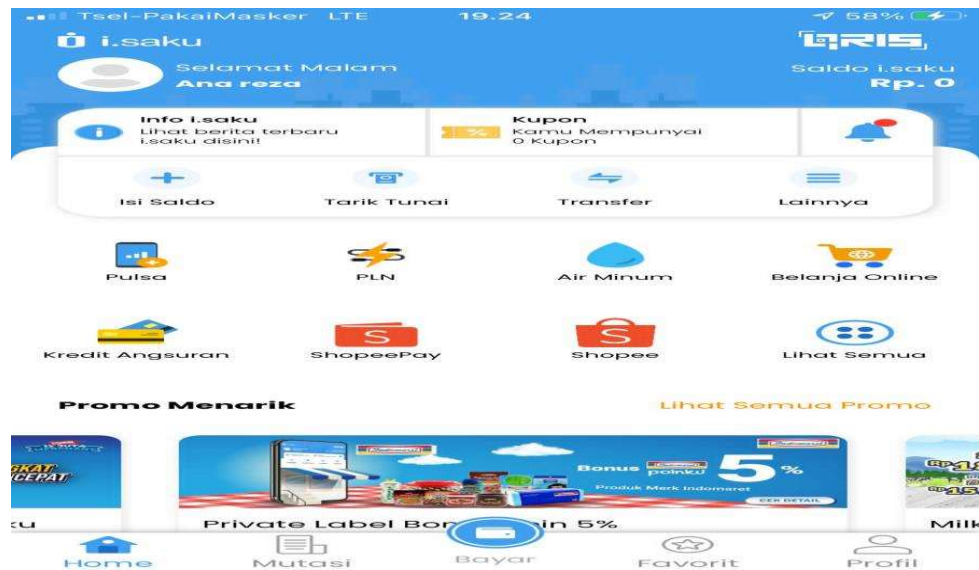 Tsel-PakaiMasker LTE 19.24 58%
i.saku QRIS
Selamat Malam Saldo i.saku
Ana reza Rp. 0
Info i.saku
Lihat berita terbaru
i.saku disini!
Kupon
Kamu Mempunyai
0 Kupon
Isi Saldo Tarik Tunai Transfer Lainnya
Pulsa PLN Air Minum Belanja Online
Kredit Angsuran ShopeePay Shopee Lihat Semua
Promo Menarik Lihat Semua Promo
Bonus poinku 5%
Produk Merk Indomaret
CEK DETAIL
Private Label Bon in 5%
Milk
Home Mutasi Bayar Favorit Profil